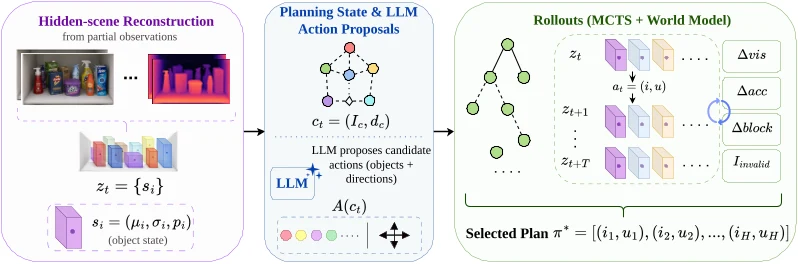 Hidden-scene Reconstruction
from partial observations
...
z_t = {s_i}
s_i = (μ_i, σ_i, p_i)
(object state)
Planning State & LLM
Action Proposals
c_t = (I_c, d_c)
LLM proposes candidate
actions (objects +
directions)
LLM
A(c_t)
....
Rollouts (MCTS + World Model)
....
z_t
....
a_t = (i, u)
z_{t+1}
....
⋮
z_{t+T}
....
Δvis
Δacc
Δblock
I_{invalid}
Selected Plan π* = [(i_1, u_1), (i_2, u_2), ..., (i_H, u_H)]